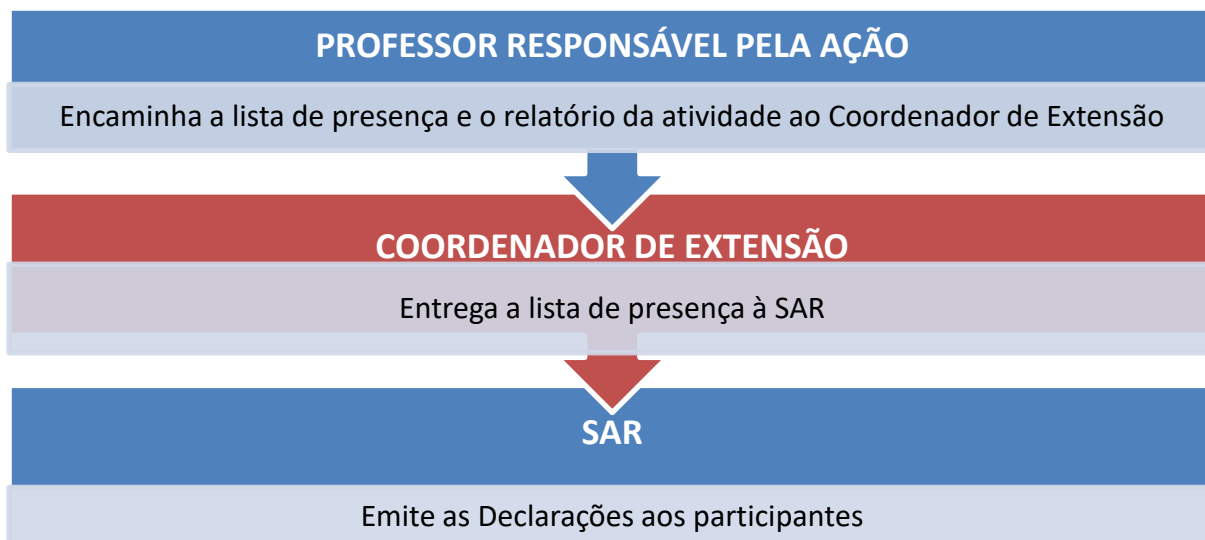 PROFESSOR RESPONSÁVEL PELA AÇÃO
Encaminha a lista de presença e o relatório da atividade ao Coordenador de Extensão
COORDENADOR DE EXTENSÃO
Entrega a lista de presença à SAR
SAR
Emite as Declarações aos participantes